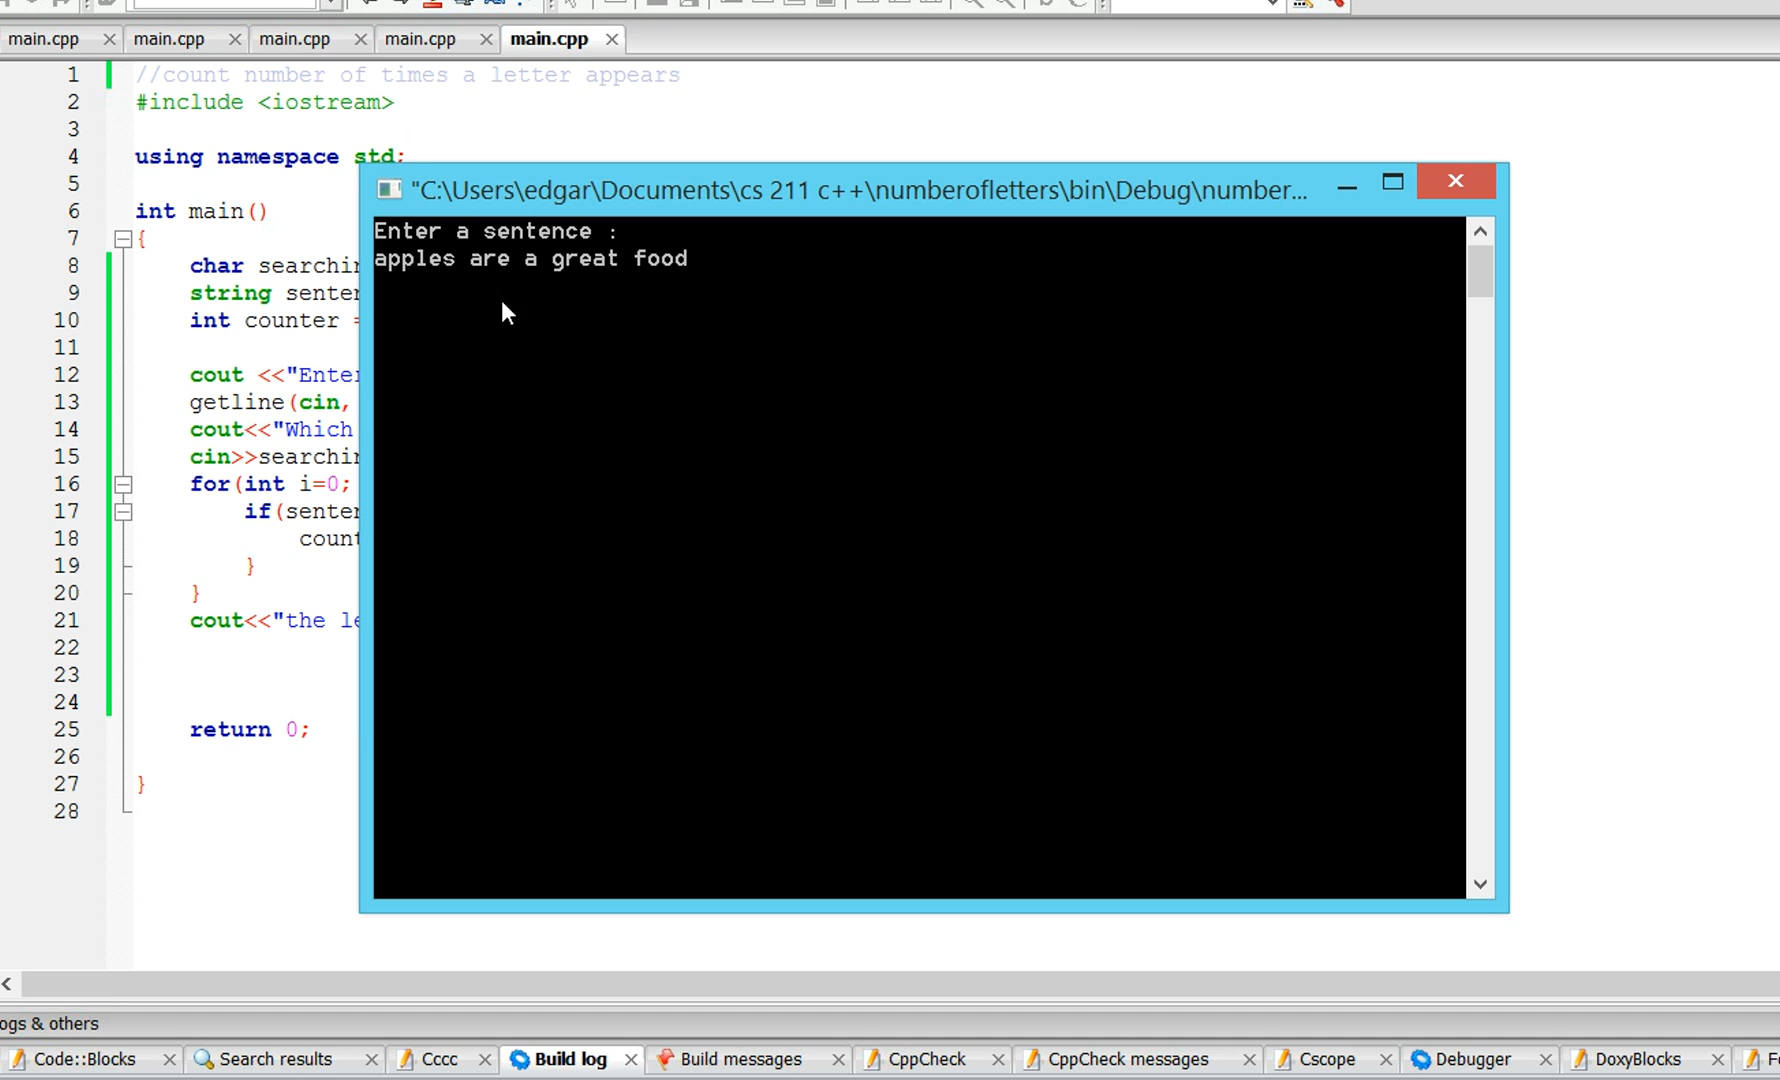 main.cpp main.cpp main.cpp main.cpp main.cpp
1 //count number of times a letter appears
2 #include <iostream>
3
4 using namespace std;
5
6 int main()
7 {
8 char searchin
9 string senten
10 int counter =
11
12 cout <<"Enter
13 getline(cin,
14 cout<<"Which
15 cin>>searchin
16 for(int i=0;
17 if(senten
18 count
19 }
20 }
21 cout<<"the le
22
23
24
25 return 0;
26
27 }
28
"C:\Users\edgar\Documents\cs 211 c++\numberofletters\bin\Debug\number...
Enter a sentence :
apples are a great food
ogs & others
Code::Blocks Search results Cccc Build log Build messages CppCheck CppCheck messages Cscope Debugger DoxyBlocks